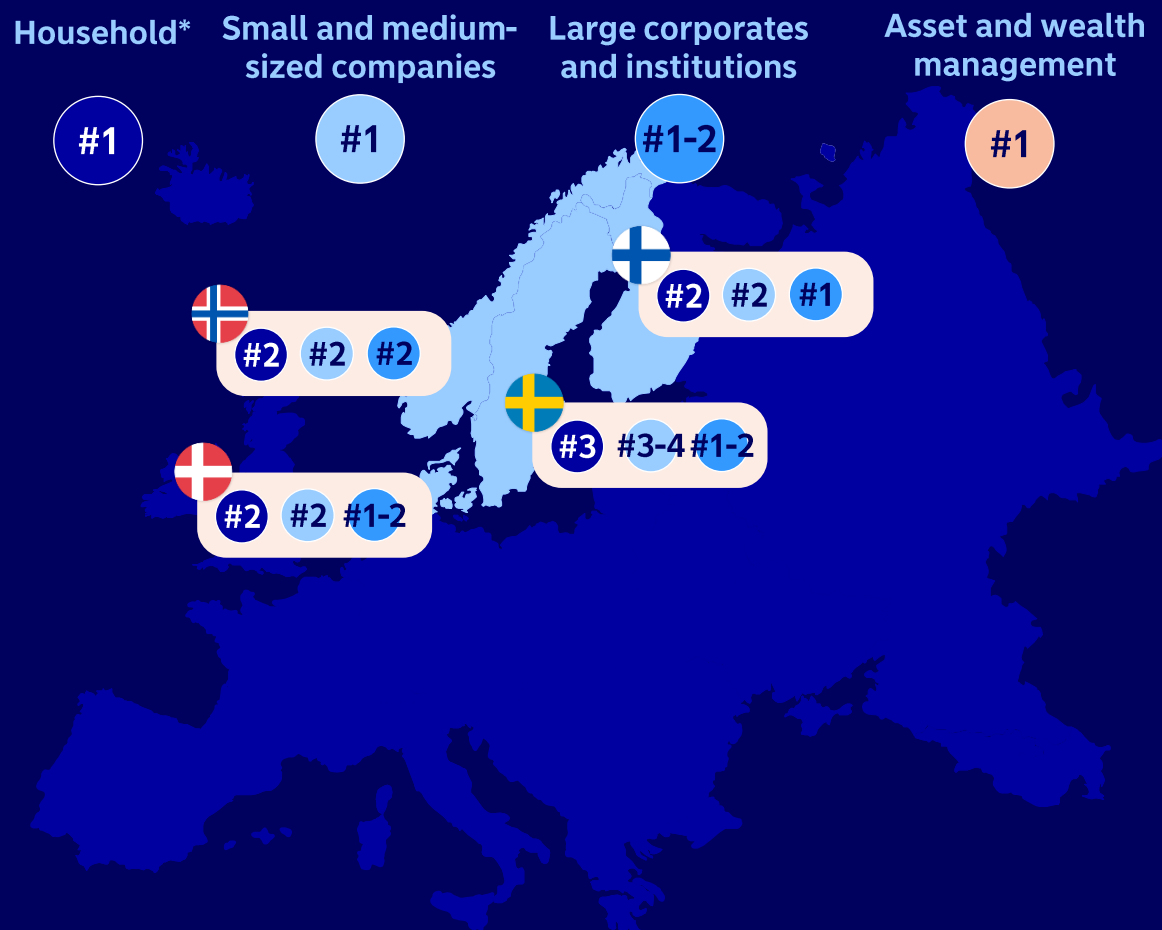 Household*
Small and medium-
sized companies
Large corporates
and institutions
Asset and wealth
management
#1
#1
#1-2
#1
#2 #2 #1
#2 #2 #2
#3 #3-4 #1-2
#2 #2 #1-2